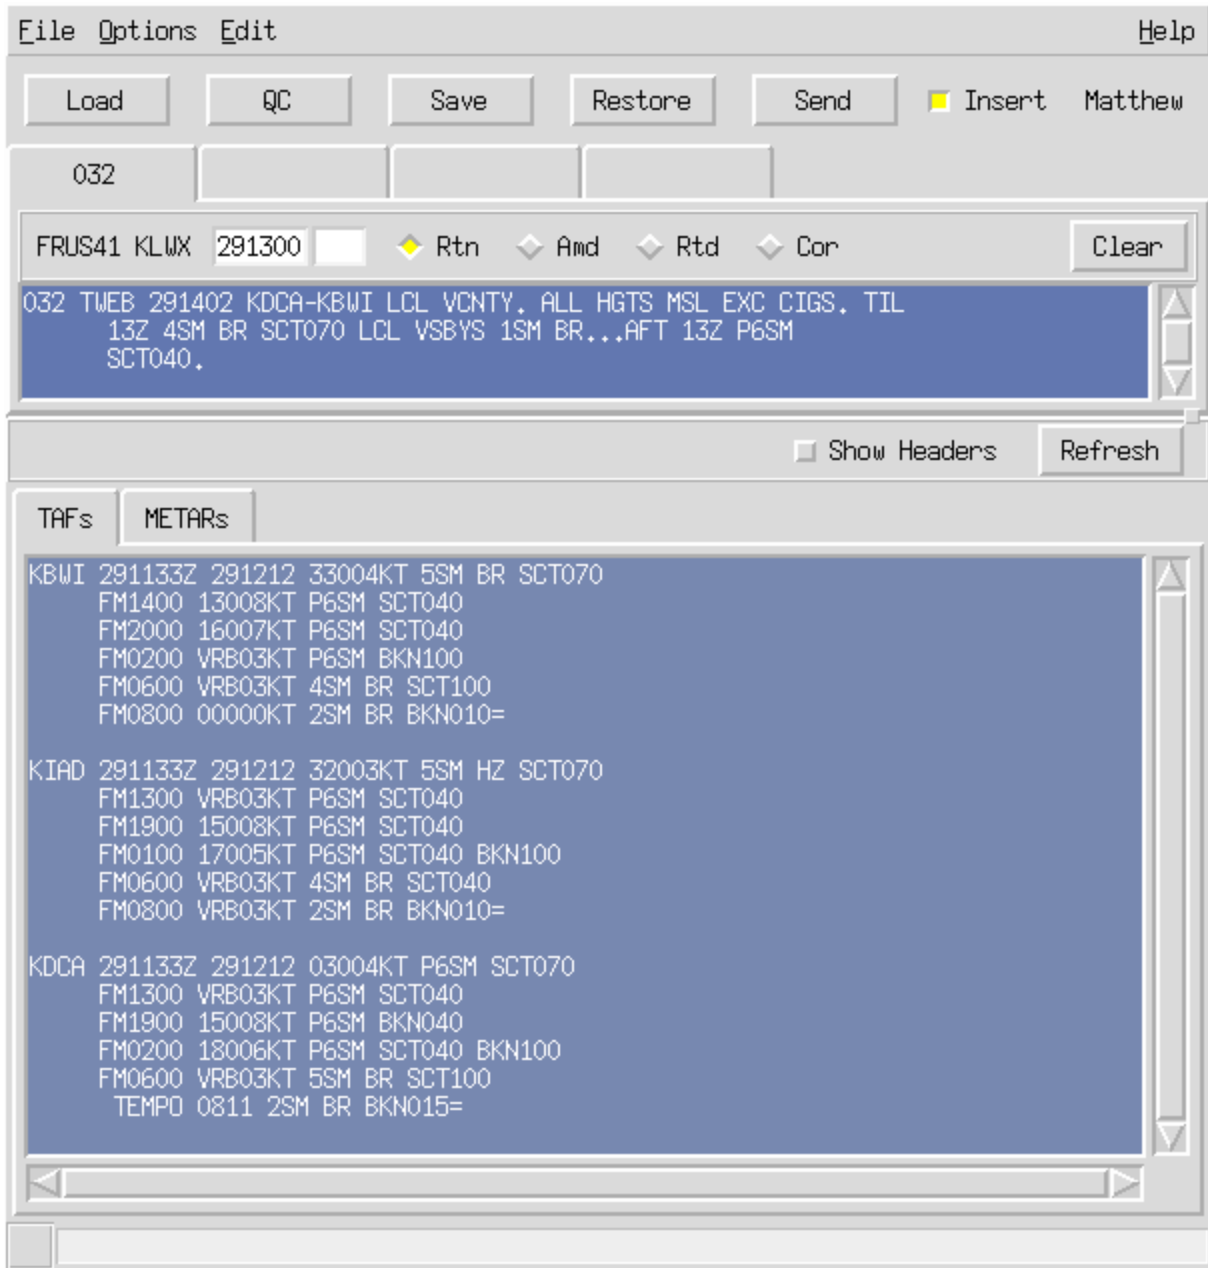 File Options Edit Help
Load QC Save Restore Send Insert Matthew
032
FRUS41 KLWX 291300 Rtn Amd Rtd Cor Clear
032 TWEB 291402 KDCA-KBWI LCL VCNTY. ALL HGTS MSL EXC CIGS. TIL
13Z 4SM BR SCT070 LCL VSBYS 1SM BR...AFT 13Z P6SM
SCT040.
Show Headers Refresh
TAFs METARs
KBWI 291133Z 291212 33004KT 5SM BR SCT070
FM1400 13008KT P6SM SCT040
FM2000 16007KT P6SM SCT040
FM0200 VRB03KT P6SM BKN100
FM0600 VRB03KT 4SM BR SCT100
FM0800 00000KT 2SM BR BKN010=
KIAD 291133Z 291212 32003KT 5SM HZ SCT070
FM1300 VRB03KT P6SM SCT040
FM1900 15008KT P6SM SCT040
FM0100 17005KT P6SM SCT040 BKN100
FM0600 VRB03KT 4SM BR SCT040
FM0800 VRB03KT 2SM BR BKN010=
KDCA 291133Z 291212 03004KT P6SM SCT070
FM1300 VRB03KT P6SM SCT040
FM1900 15008KT P6SM BKN040
FM0200 18006KT P6SM SCT040 BKN100
FM0600 VRB03KT 5SM BR SCT100
TEMPO 0811 2SM BR BKN015=